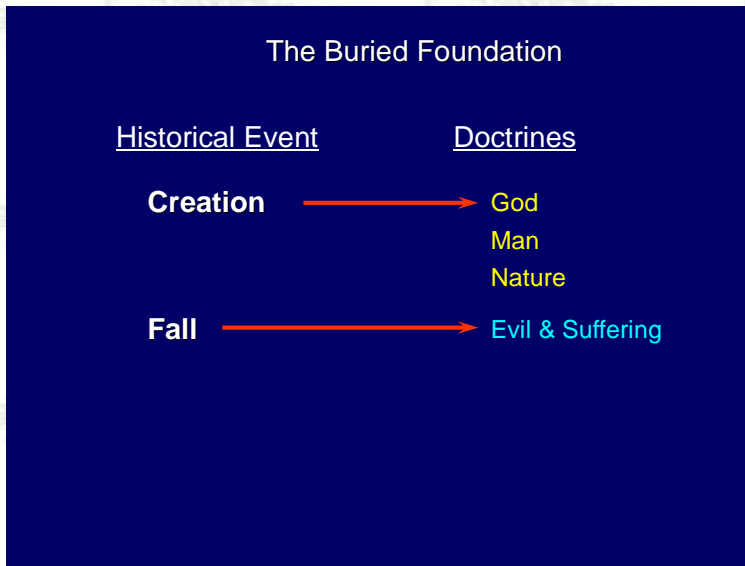 The Buried Foundation
Historical Event Doctrines
Creation God
Man
Nature
Fall Evil & Suffering